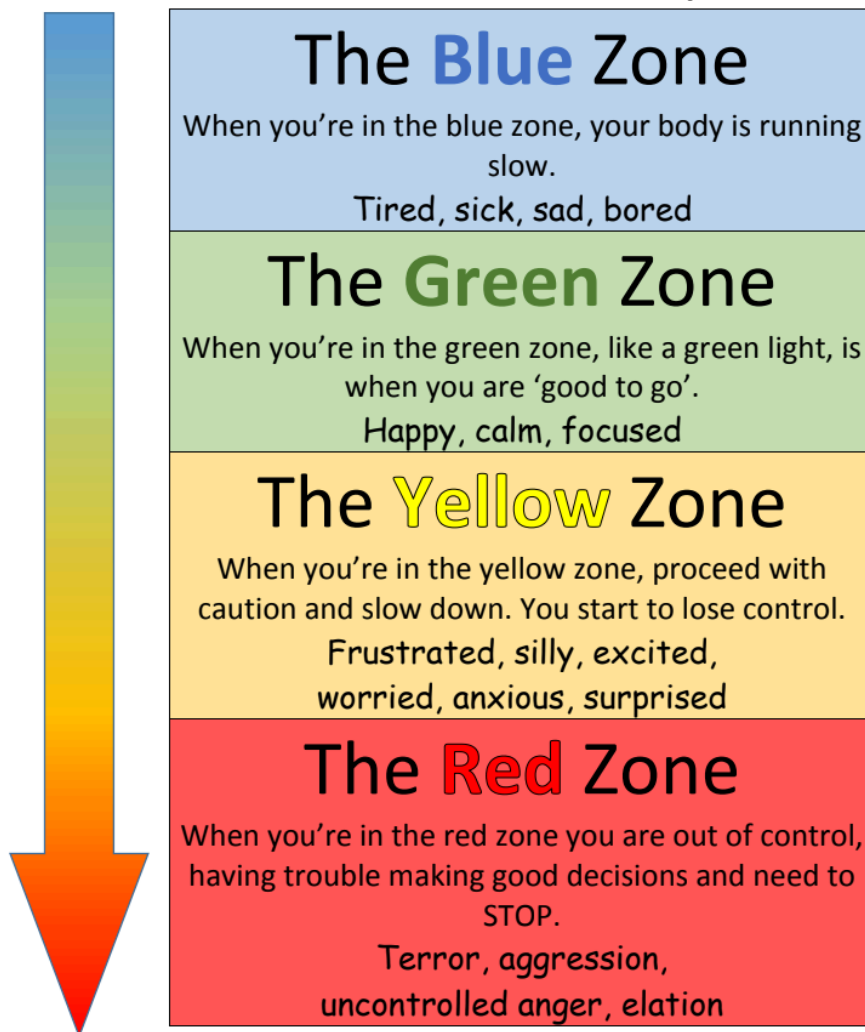 The Blue Zone
When you're in the blue zone, your body is running
slow.
Tired, sick, sad, bored
The Green Zone
When you’re in the green zone, like a green light, is
when you are ‘good to go’.
Happy, calm, focused
The Yellow Zone
When you’re in the yellow zone, proceed with
caution and slow down. You start to lose control.
Frustrated, silly, excited,
worried, anxious, surprised
The Red Zone
When you’re in the red zone you are out of control,
having trouble making good decisions and need to
STOP.
Terror, aggression,
uncontrolled anger, elation